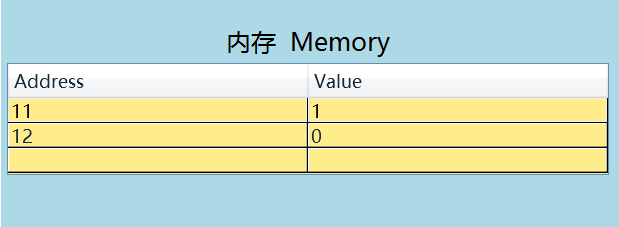 内存 Memory
Address Value
11 1
12 0